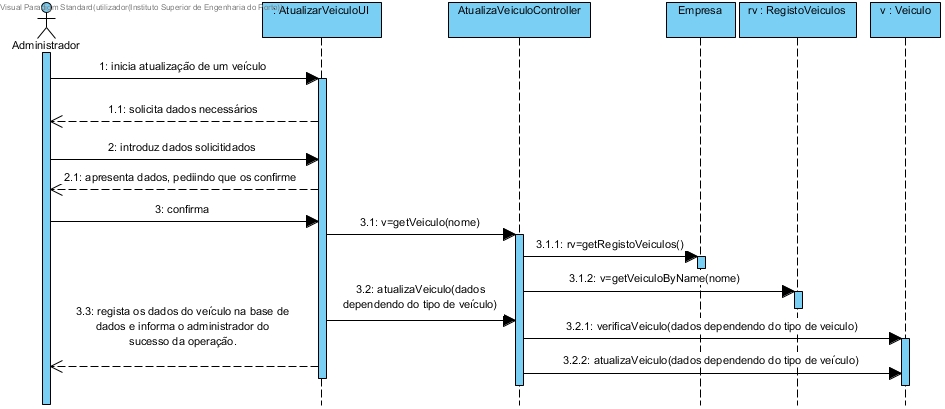 Visual Paradigm Standard(utilizador(Instituto Superior de Engenharia do Porto
: AtualizarVeiculoUI
AtualizaVeiculoController
Empresa
rv : RegistoVeiculos
v : Veiculo
Administrador
1: inicia atualização de um veículo
1.1: solicita dados necessários
2: introduz dados solicitidados
2.1: apresenta dados, pediindo que os confirme
3: confirma
3.1: v=getVeiculo(nome)
3.1.1: rv=getRegistoVeiculos()
3.1.2: v=getVeiculoByName(nome)
3.2: atualizaVeiculo(dados
dependendo do tipo de veículo)
3.3: regista os dados do veículo na base de
dados e informa o administrador do
sucesso da operação.
3.2.1: verificaVeiculo(dados dependendo do tipo de veiculo)
3.2.2: atualizaVeiculo(dados dependendo do tipo de veículo)